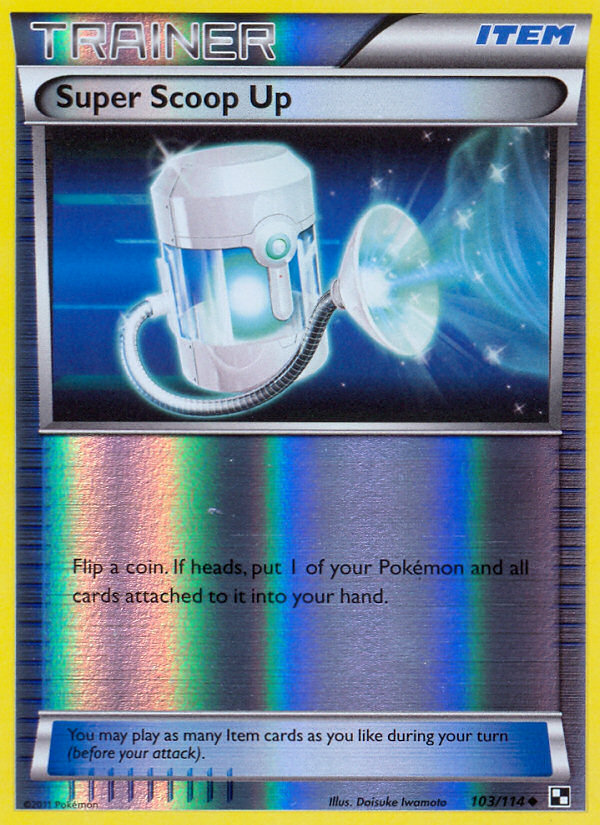 TRAINER
ITEM
Super Scoop Up
Flip a coin. If heads, put 1 of your Pokémon and all
cards attached to it into your hand.
You may play as many Item cards as you like during your turn
(before your attack).
©2011 Pokémon
Illus. Daisuke Iwamoto
103/114